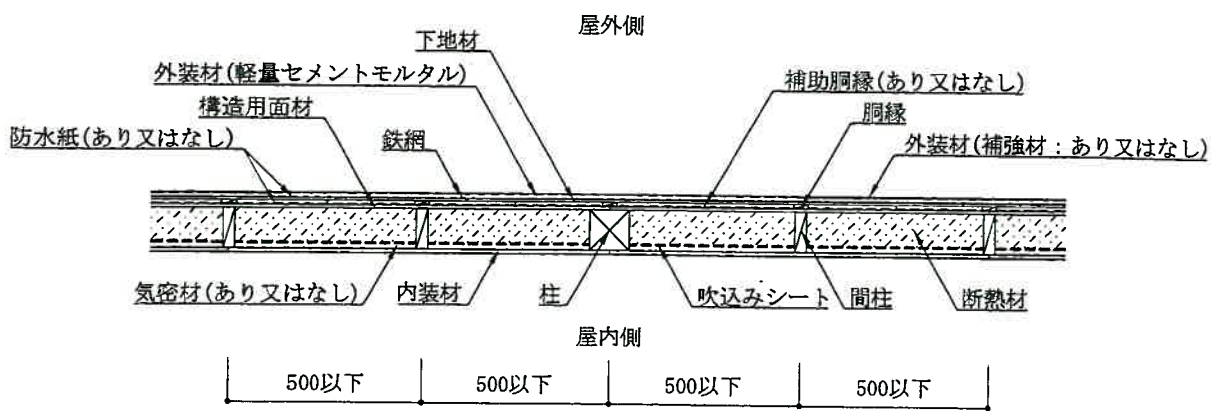 屋外側
下地材
外装材(軽量セメントモルタル)
補助胴縁(あり又はなし)
構造用面材
胴縁
防水紙(あり又はなし)
鉄網
外装材(補強材:あり又はなし)
気密材(あり又はなし)
内装材
柱
吹込みシート
間柱
断熱材
屋内側
500以下
500以下
500以下
500以下